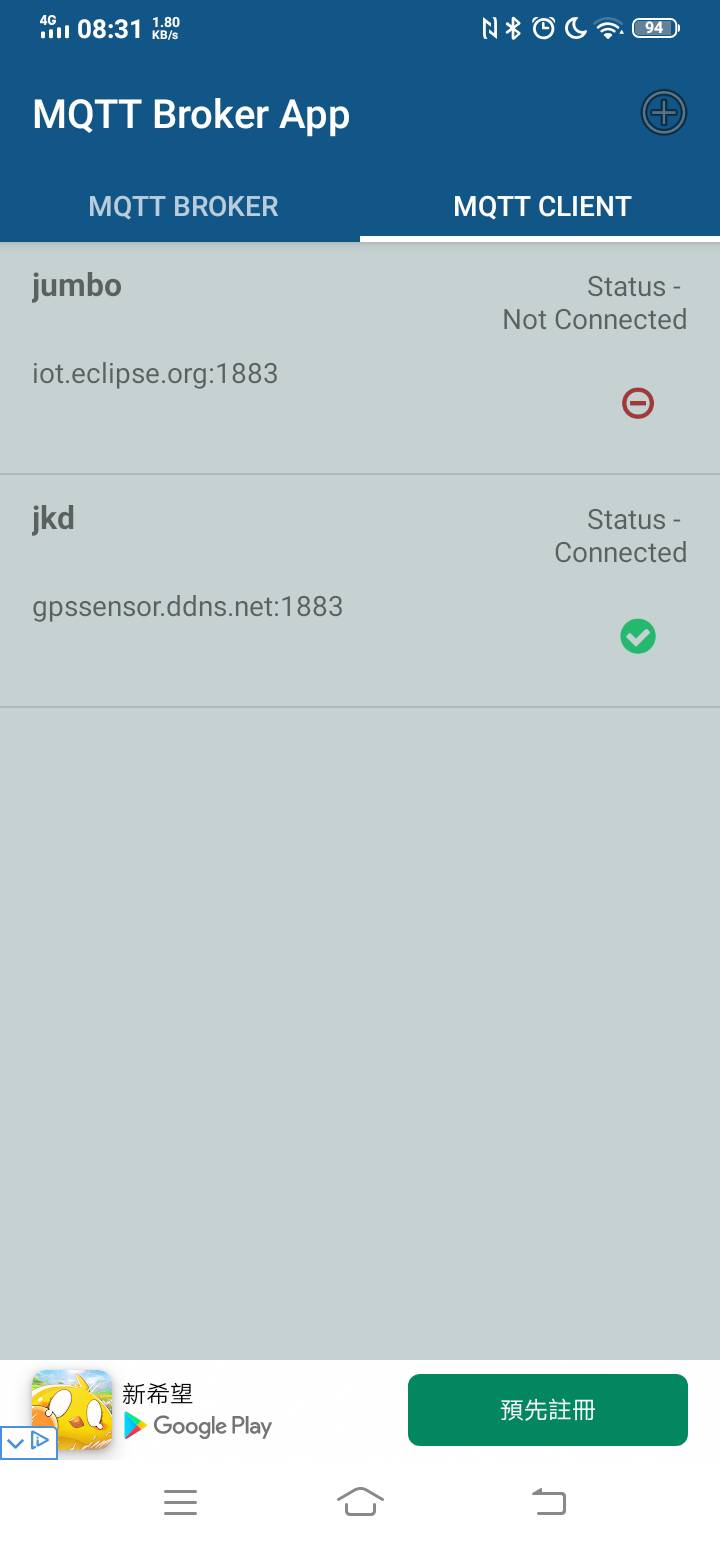 4G 08:31 1.80 KB/s 94
MQTT Broker App
MQTT BROKER MQTT CLIENT
jumbo Status -
Not Connected
iot.eclipse.org:1883
jkd Status -
Connected
gpssensor.ddns.net:1883
新希望
Google Play
預先註冊